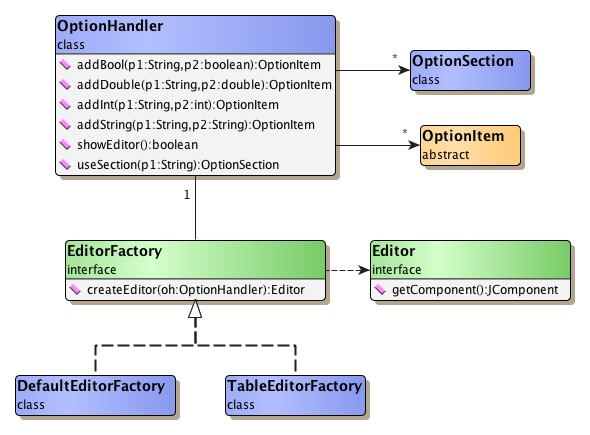 OptionHandler
class
addBool(p1:String,p2:boolean):OptionItem
addDouble(p1:String,p2:double):OptionItem
addInt(p1:String,p2:int):OptionItem
addString(p1:String,p2:String):OptionItem
showEditor():boolean
useSection(p1:String):OptionSection
*
OptionSection
class
*
OptionItem
abstract
1
EditorFactory
interface
createEditor(oh:OptionHandler):Editor
Editor
interface
getComponent():JComponent
DefaultEditorFactory
class
TableEditorFactory
class